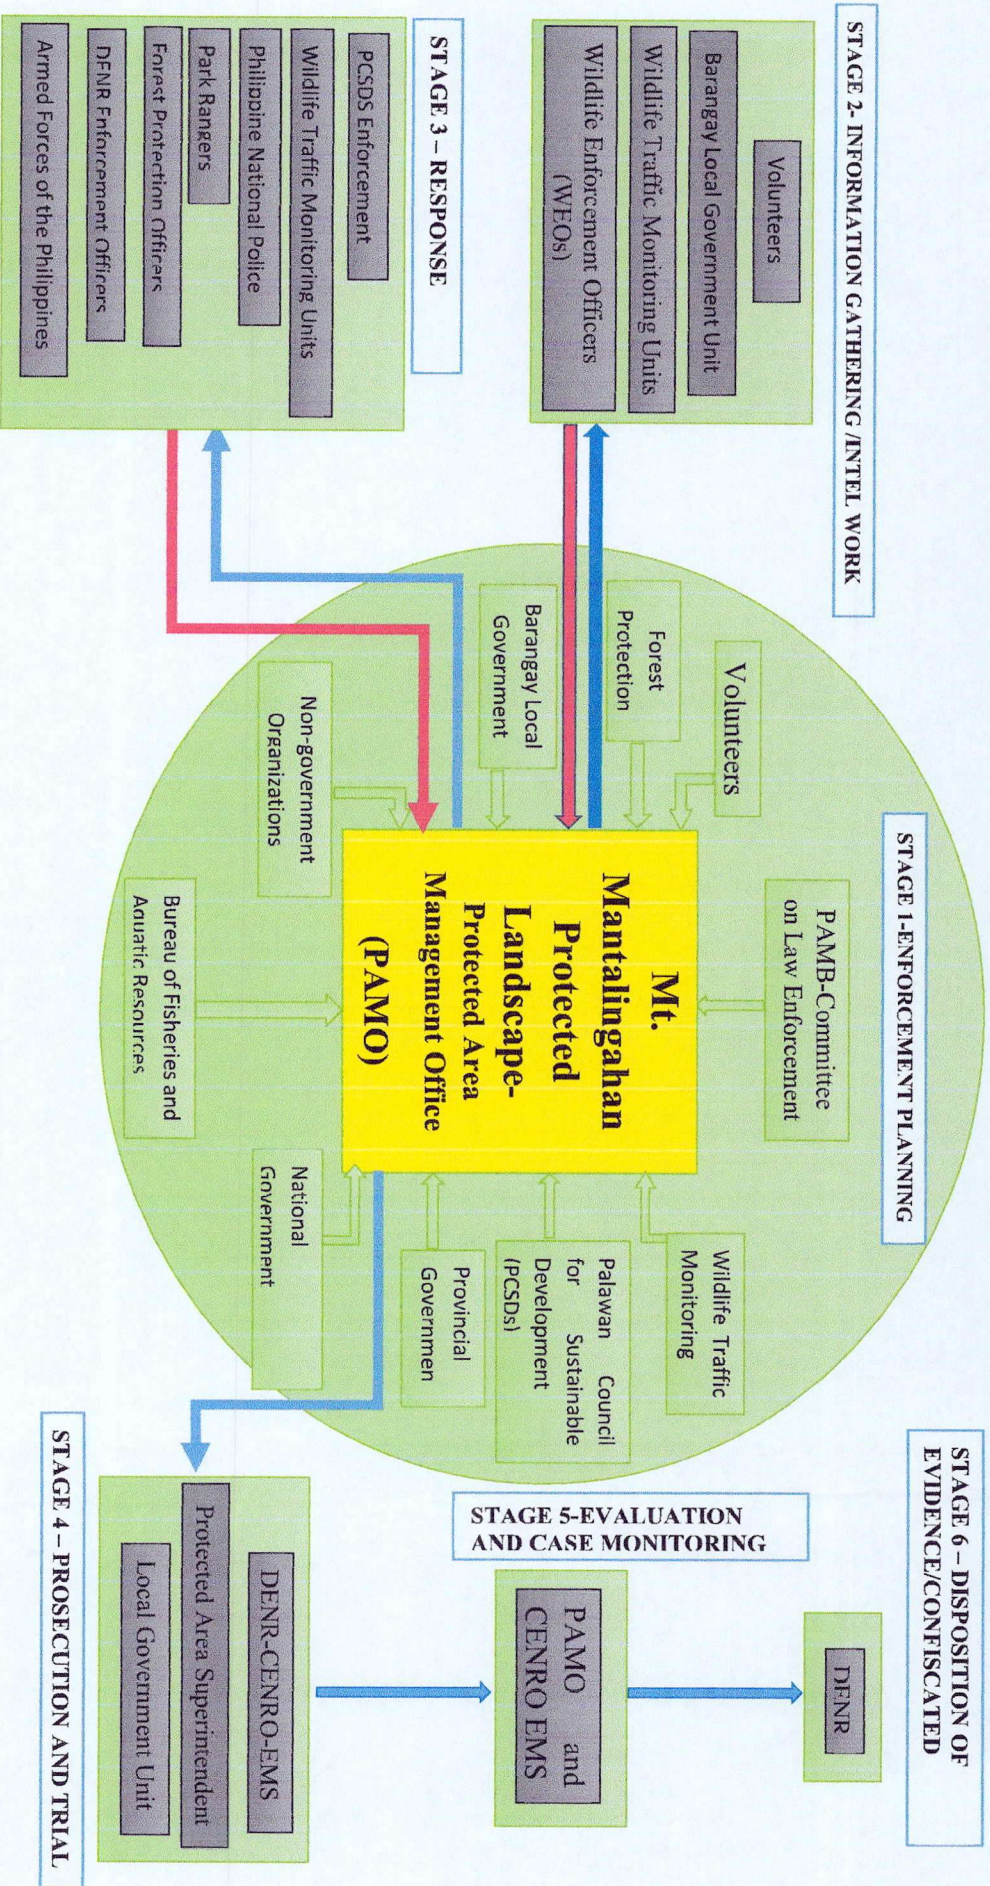 STAGE 2- INFORMATION GATHERING /INTEL WORK
Volunteers
Barangay Local Government Unit
Wildlife Traffic Monitoring Units
Wildlife Enforcement Officers
(WEOs)
STAGE 3 – RESPONSE
PCSDS Enforcement
Wildlife Traffic Monitoring Units
Philippine National Police
Park Rangers
Forest Protection Officers
DENR Enforcement Officers
Armed Forces of the Philippines
STAGE 1-ENFORCEMENT PLANNING
Volunteers
Forest
Protection
Barangay Local
Government
Non-government
Organizations
PAMB-Committee
on Law Enforcement
Mt.
Mantalingahan
Protected
Landscape-
Protected Area
Management Office
(PAMO)
Bureau of Fisheries and
Aquatic Resources
Wildlife Traffic
Monitoring
Palawan Council
for Sustainable
Development
(PCSDs)
Provincial
Governmen
National
Government
STAGE 6 – DISPOSITION OF
EVIDENCE/CONFISCATED
DENR
STAGE 5-EVALUATION
AND CASE MONITORING
PAMO and
CENRO EMS
DENR-CENRO-EMS
Protected Area Superintendent
Local Government Unit
STAGE 4 – PROSECUTION AND TRIAL